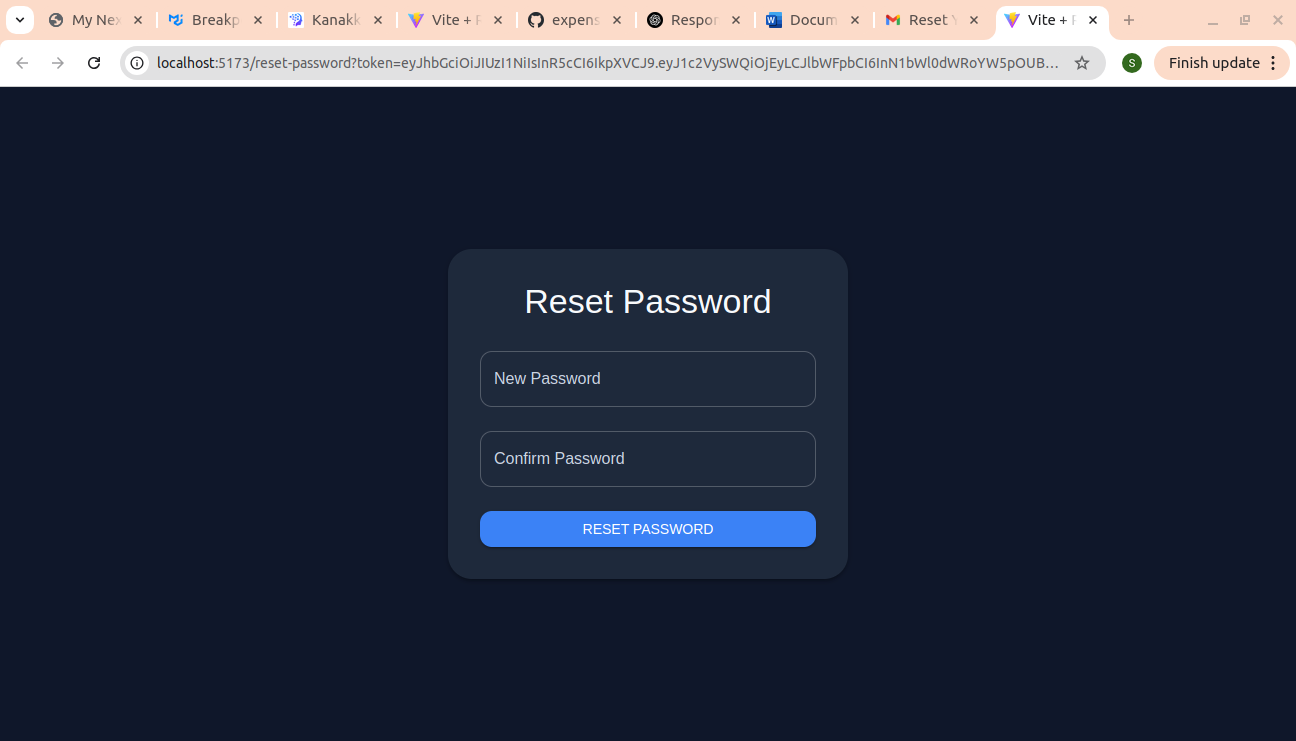 My Nex
Breakp
Kanakk
Vite + R
expens
Respon
Docum
Reset Y
Vite + R
localhost:5173/reset-password?token=eyJhbGciOiJIUzI1NiIsInR5cCI6IkpXVCJ9.eyJ1c2VySWQiOjEyLCJlbWFpbCI6InN1bWl0dWRoYW5pOUB...
S
Finish update
Reset Password
New Password
Confirm Password
RESET PASSWORD